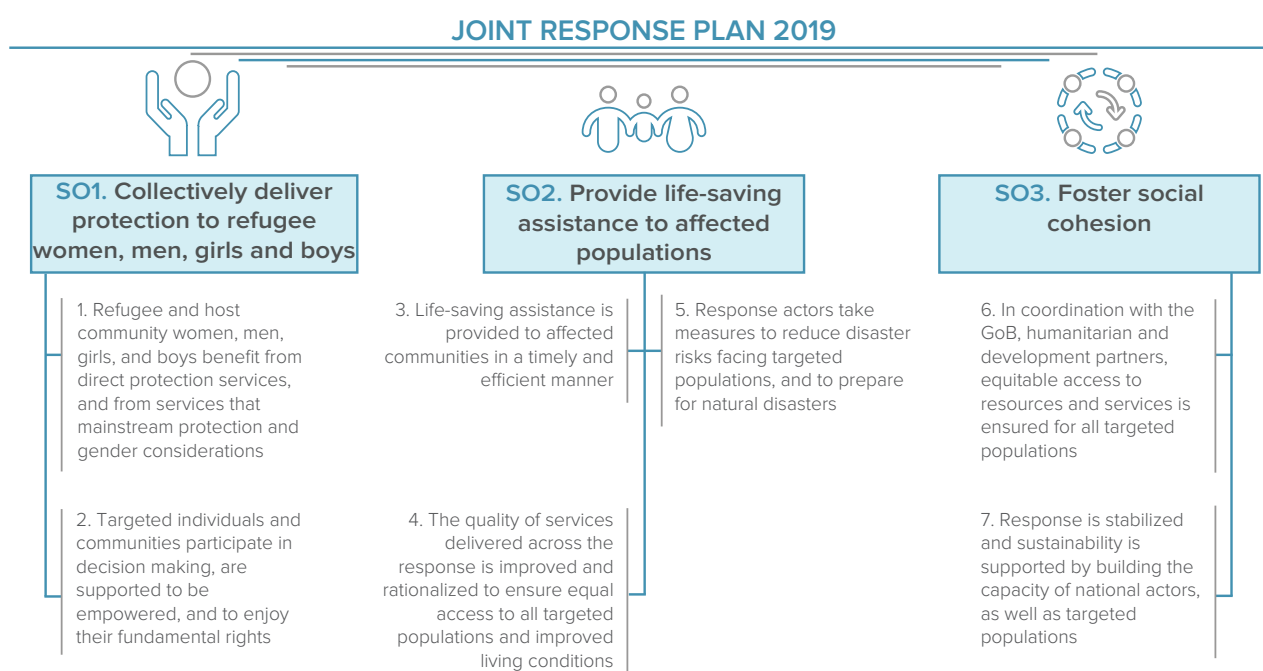 JOINT RESPONSE PLAN 2019
SO1. Collectively deliver
protection to refugee
women, men, girls and boys
SO2. Provide life-saving
assistance to affected
populations
SO3. Foster social
cohesion
1. Refugee and host
community women, men,
girls, and boys benefit from
direct protection services,
and from services that
mainstream protection and
gender considerations
2. Targeted individuals and
communities participate in
decision making, are
supported to be
empowered, and to enjoy
their fundamental rights
3. Life-saving assistance is
provided to affected
communities in a timely and
efficient manner
4. The quality of services
delivered across the
response is improved and
rationalized to ensure equal
access to all targeted
populations and improved
living conditions
5. Response actors take
measures to reduce disaster
risks facing targeted
populations, and to prepare
for natural disasters
6. In coordination with the
GoB, humanitarian and
development partners,
equitable access to
resources and services is
ensured for all targeted
populations
7. Response is stabilized
and sustainability is
supported by building the
capacity of national actors,
as well as targeted
populations